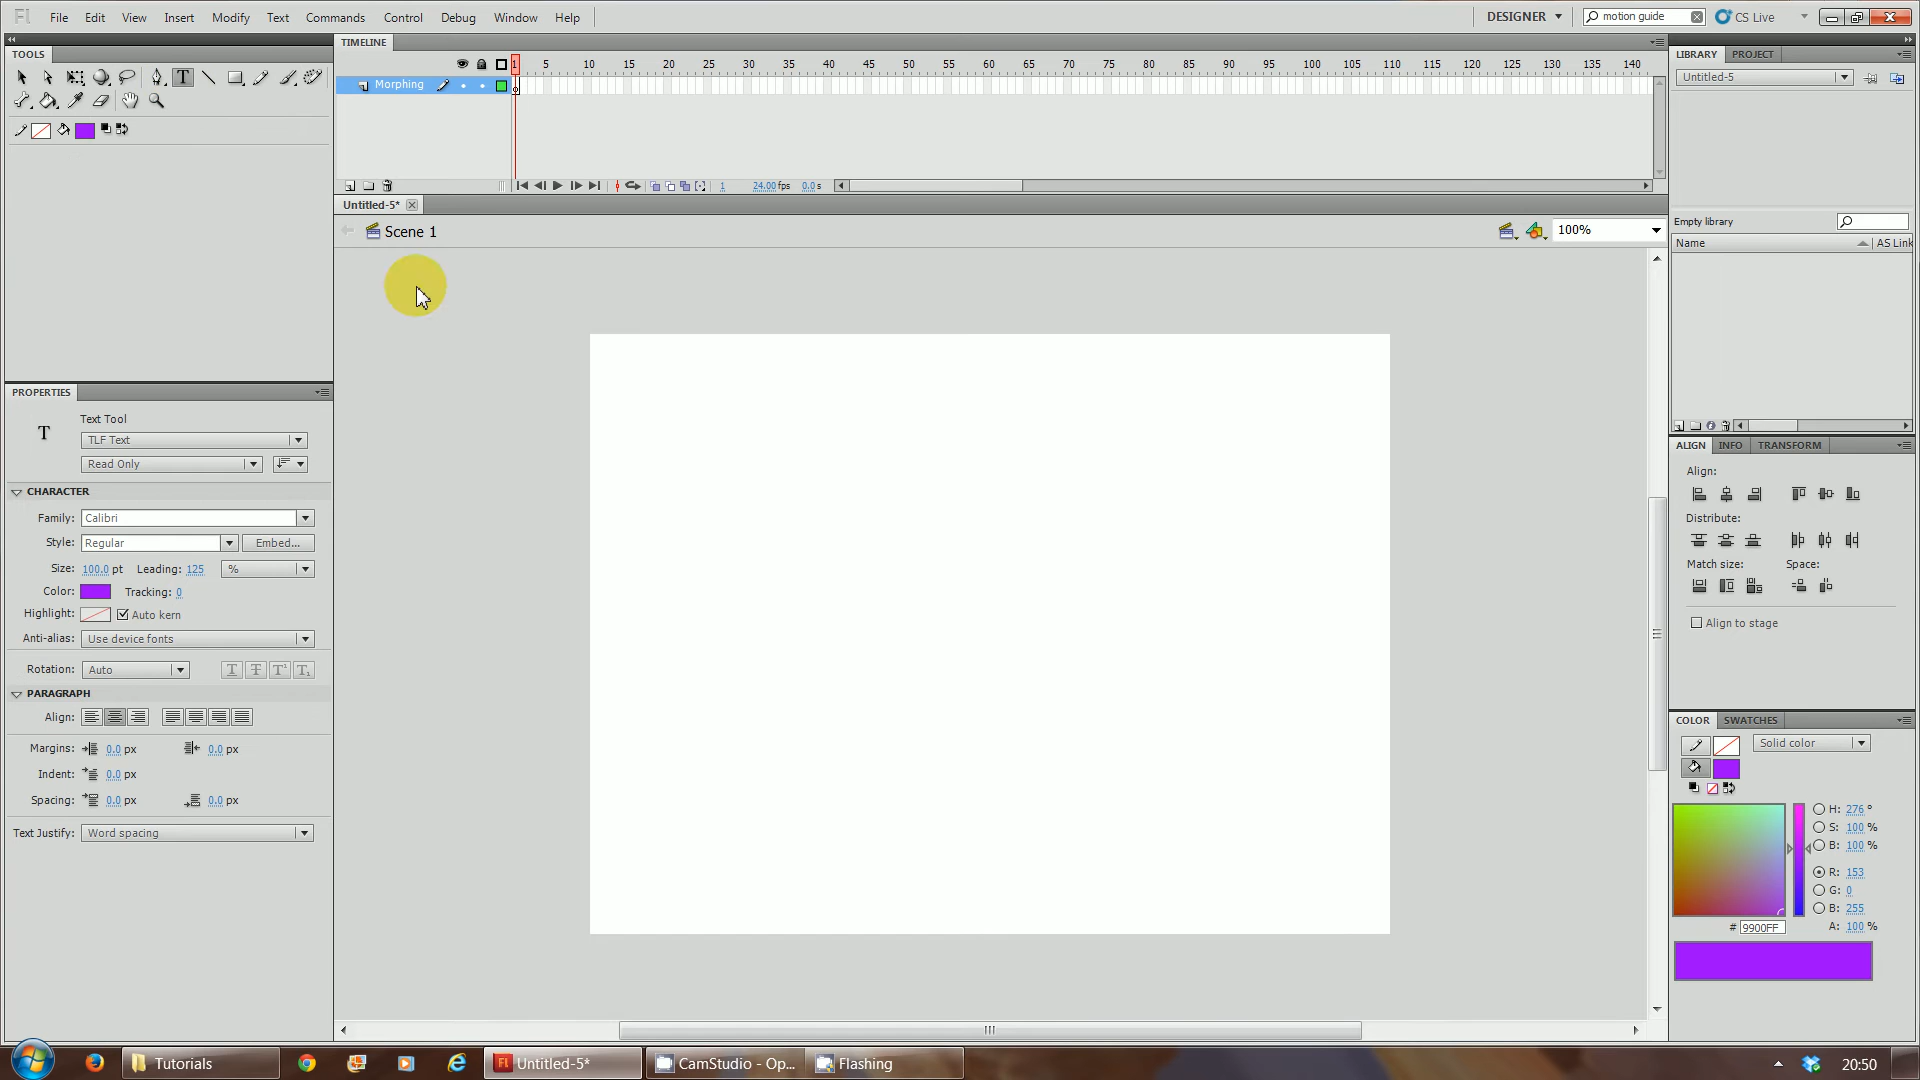 Fl File Edit View Insert Modify Text Commands Control Debug Window Help DESIGNER motion guide CS Live
TOOLS
TIMELINE
1 5 10 15 20 25 30 35 40 45 50 55 60 65 70 75 80 85 90 95 100 105 110 115 120 125 130 135 140
Morphing
1 24.00 fps 0.0 s
Untitled-5*
Scene 1
100%
PROPERTIES
T Text Tool
TLF Text
Read Only
CHARACTER
Family: Calibri
Style: Regular Embed...
Size: 100.0 pt Leading: 125 %
Color: Tracking: 0
Highlight: Auto kern
Anti-alias: Use device fonts
Rotation: Auto T T T¹ T₁
PARAGRAPH
Align:
Margins: 0.0 px 0.0 px
Indent: 0.0 px
Spacing: 0.0 px 0.0 px
Text Justify: Word spacing
LIBRARY PROJECT
Untitled-5
Empty library
Name AS Link
ALIGN INFO TRANSFORM
Align:
Distribute:
Match size: Space:
Align to stage
COLOR SWATCHES
Solid color
H: 276 °
S: 100 %
B: 100 %
R: 153
G: 0
B: 255
# 9900FF A: 100 %
Tutorials Fl Untitled-5* CamStudio - Op... Flashing 20:50